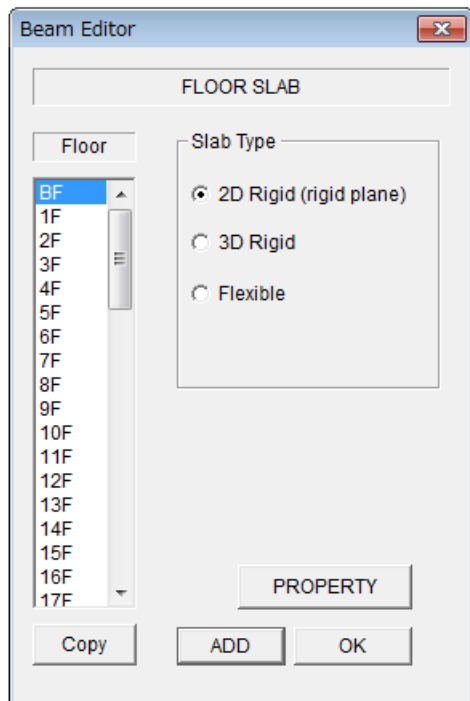 Beam Editor
FLOOR SLAB
Floor
BF
1F
2F
3F
4F
5F
6F
7F
8F
9F
10F
11F
12F
13F
14F
15F
16F
17F
Copy
Slab Type
2D Rigid (rigid plane)
3D Rigid
Flexible
PROPERTY
ADD
OK